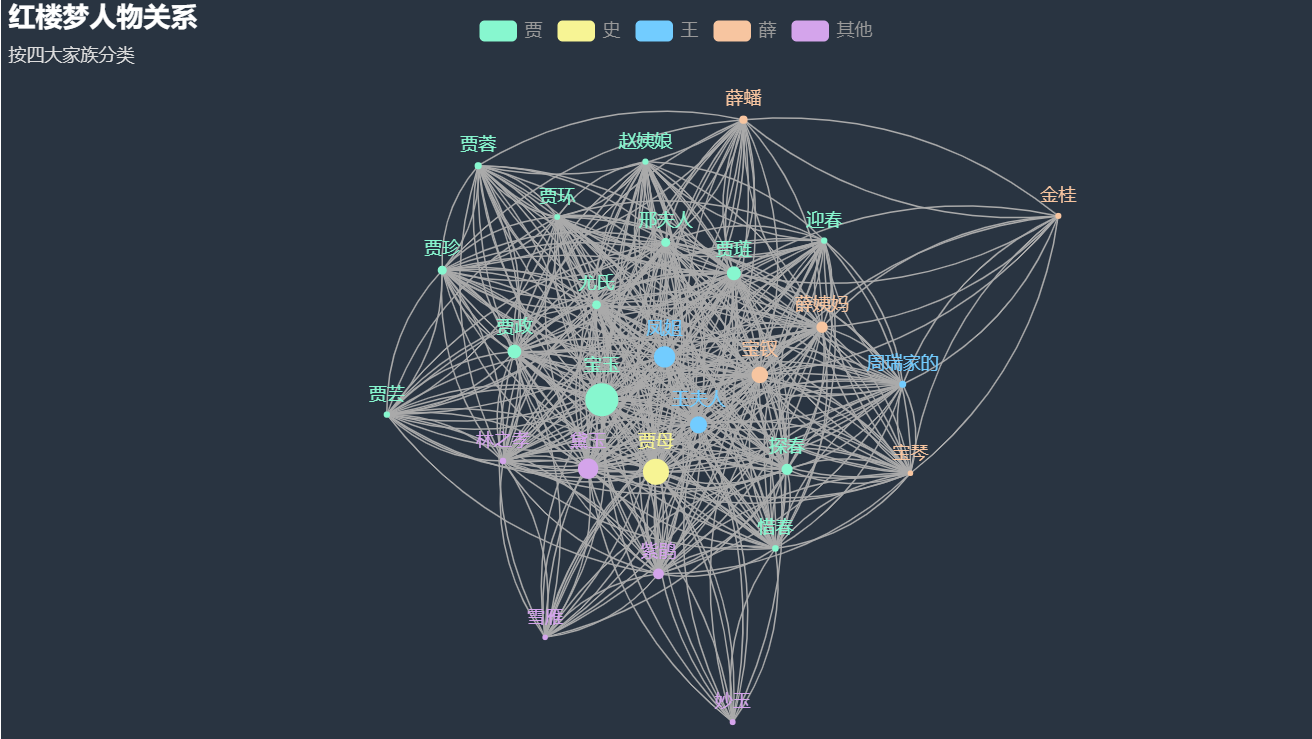 红楼梦人物关系
贾 史 王 薛 其他
按四大家族分类
薛蟠
贾蓉
赵姨娘
金桂
贾环
邢夫人
迎春
贾珍
贾琏
尤氏
薛姨妈
贾政
凤姐
宝钗
宝玉
周瑞家的
贾芸
王夫人
林之孝
黛玉
贾母
探春
宝琴
惜春
紫鹃
雪雁
妙玉